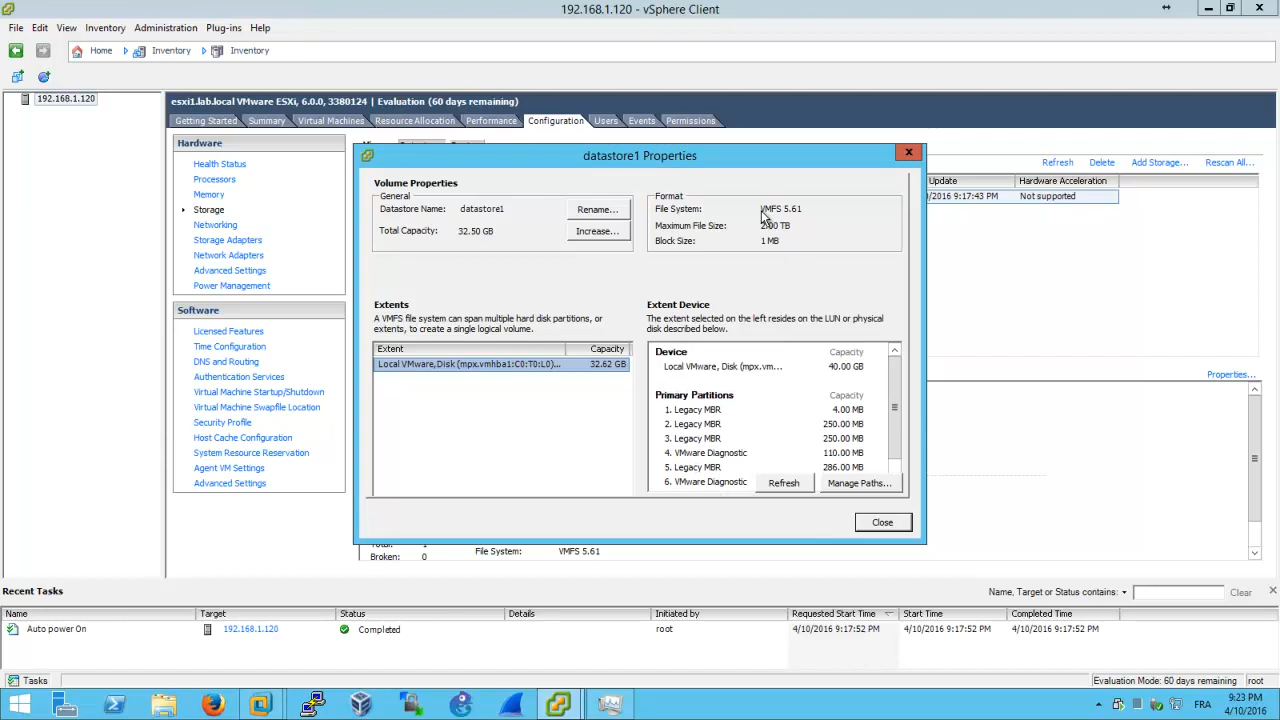 192.168.1.120 - vSphere Client
File Edit View Inventory Administration Plug-ins Help
Home Inventory Inventory
192.168.1.120
esxi1.lab.local VMware ESXi, 6.0.0, 3380124 | Evaluation (60 days remaining)
Getting Started Summary Virtual Machines Resource Allocation Performance Configuration Users Events Permissions
Hardware
Health Status
Processors
Memory
Storage
Networking
Storage Adapters
Network Adapters
Advanced Settings
Power Management
Software
Licensed Features
Time Configuration
DNS and Routing
Authentication Services
Virtual Machine Startup/Shutdown
Virtual Machine Swapfile Location
Security Profile
Host Cache Configuration
System Resource Reservation
Agent VM Settings
Advanced Settings
Refresh Delete Add Storage... Rescan All...
Update Hardware Acceleration
/2016 9:17:43 PM Not supported
Properties...
datastore1 Properties
Volume Properties
General
Datastore Name: datastore1 Rename...
Total Capacity: 32.50 GB Increase...
Format
File System: VMFS 5.61
Maximum File Size: 2.00 TB
Block Size: 1 MB
Extents
A VMFS file system can span multiple hard disk partitions, or
extents, to create a single logical volume.
Extent Capacity
Local VMware,Disk (mpx.vmhba1:C0:T0:L0)... 32.62 GB
Extent Device
The extent selected on the left resides on the LUN or physical
disk described below.
Device Capacity
Local VMware, Disk (mpx.vm... 40.00 GB
Primary Partitions Capacity
1. Legacy MBR 4.00 MB
2. Legacy MBR 250.00 MB
3. Legacy MBR 250.00 MB
4. VMware Diagnostic 110.00 MB
5. Legacy MBR 286.00 MB
6. VMware Diagnostic
Refresh Manage Paths...
Close
Broken: 0 File System: VMFS 5.61
Recent Tasks
Name, Target or Status contains: Clear
Name Target Status Details Initiated by Requested Start Time Start Time Completed Time
Auto power On 192.168.1.120 Completed root 4/10/2016 9:17:52 PM 4/10/2016 9:17:52 PM 4/10/2016 9:17:52 PM
Tasks Evaluation Mode: 60 days remaining root
FRA 9:23 PM
4/10/2016